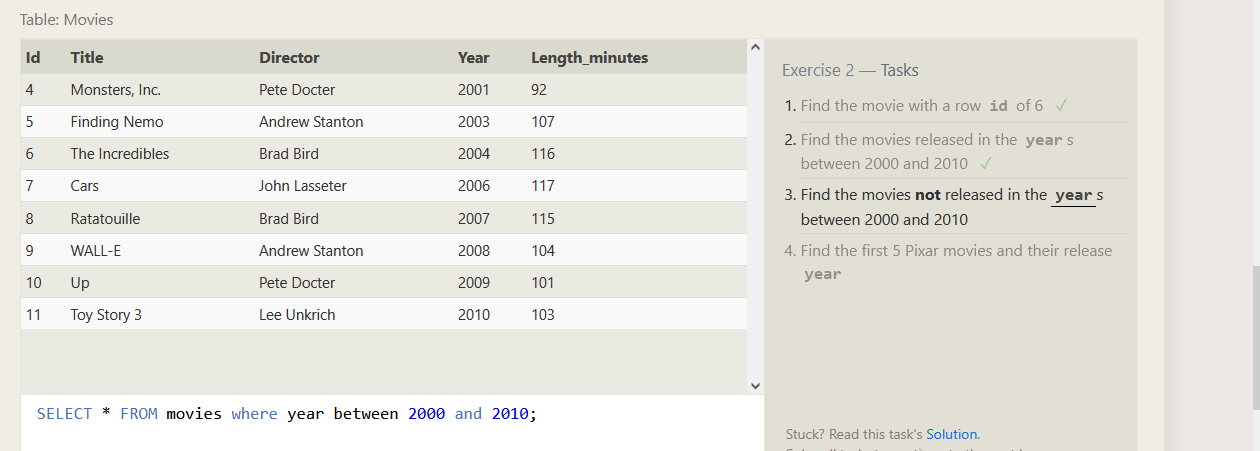 Table: Movies
Id Title Director Year Length_minutes
4 Monsters, Inc. Pete Docter 2001 92
5 Finding Nemo Andrew Stanton 2003 107
6 The Incredibles Brad Bird 2004 116
7 Cars John Lasseter 2006 117
8 Ratatouille Brad Bird 2007 115
9 WALL-E Andrew Stanton 2008 104
10 Up Pete Docter 2009 101
11 Toy Story 3 Lee Unkrich 2010 103
SELECT * FROM movies where year between 2000 and 2010;
Exercise 2 — Tasks
1. Find the movie with a row id of 6 ✓
2. Find the movies released in the year s
between 2000 and 2010 ✓
3. Find the movies not released in the year s
between 2000 and 2010
4. Find the first 5 Pixar movies and their release
year
Stuck? Read this task's Solution.